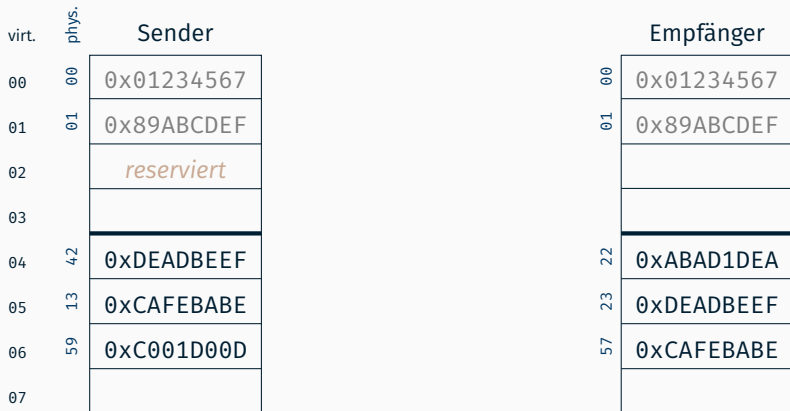 virt. phys. Sender Empfänger
00 00 0x01234567 00 0x01234567
01 01 0x89ABCDEF 01 0x89ABCDEF
02 reserviert
03
04 42 0xDEADBEEF 22 0xABAD1DEA
05 13 0xCAFEBABE 23 0xDEADBEEF
06 59 0xC001D00D 57 0xCAFEBABE
07